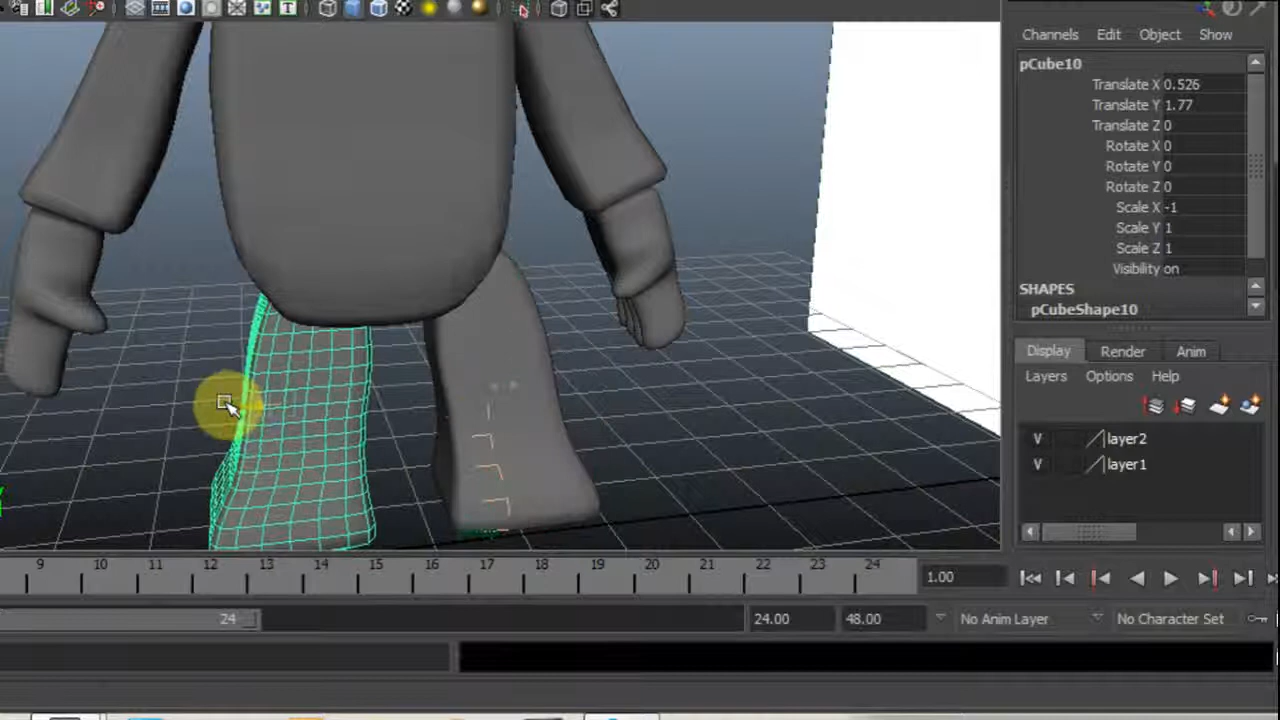 Channels Edit Object Show
pCube10
Translate X 0.526
Translate Y 1.77
Translate Z 0
Rotate X 0
Rotate Y 0
Rotate Z 0
Scale X -1
Scale Y 1
Scale Z 1
Visibility on
SHAPES
pCubeShape10
Display Render Anim
Layers Options Help
V layer2
V layer1
9 10 11 12 13 14 15 16 17 18 19 20 21 22 23 24 1.00
24 24.00 48.00 No Anim Layer No Character Set